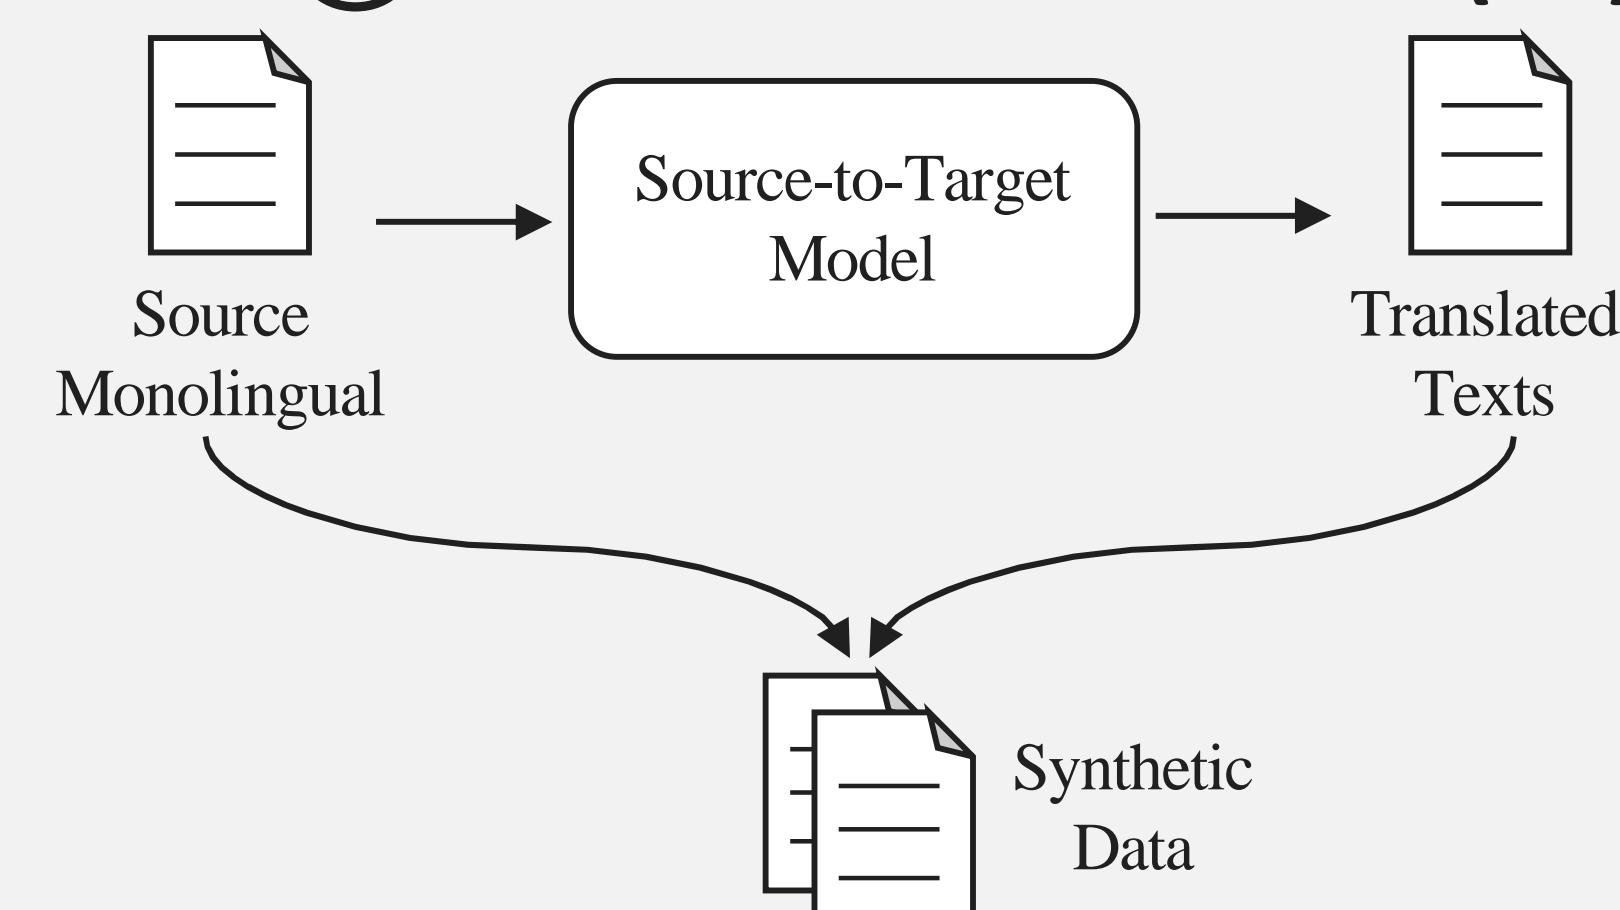 Source-to-Target
Model
Source
Monolingual
Translated
Texts
Synthetic
Data